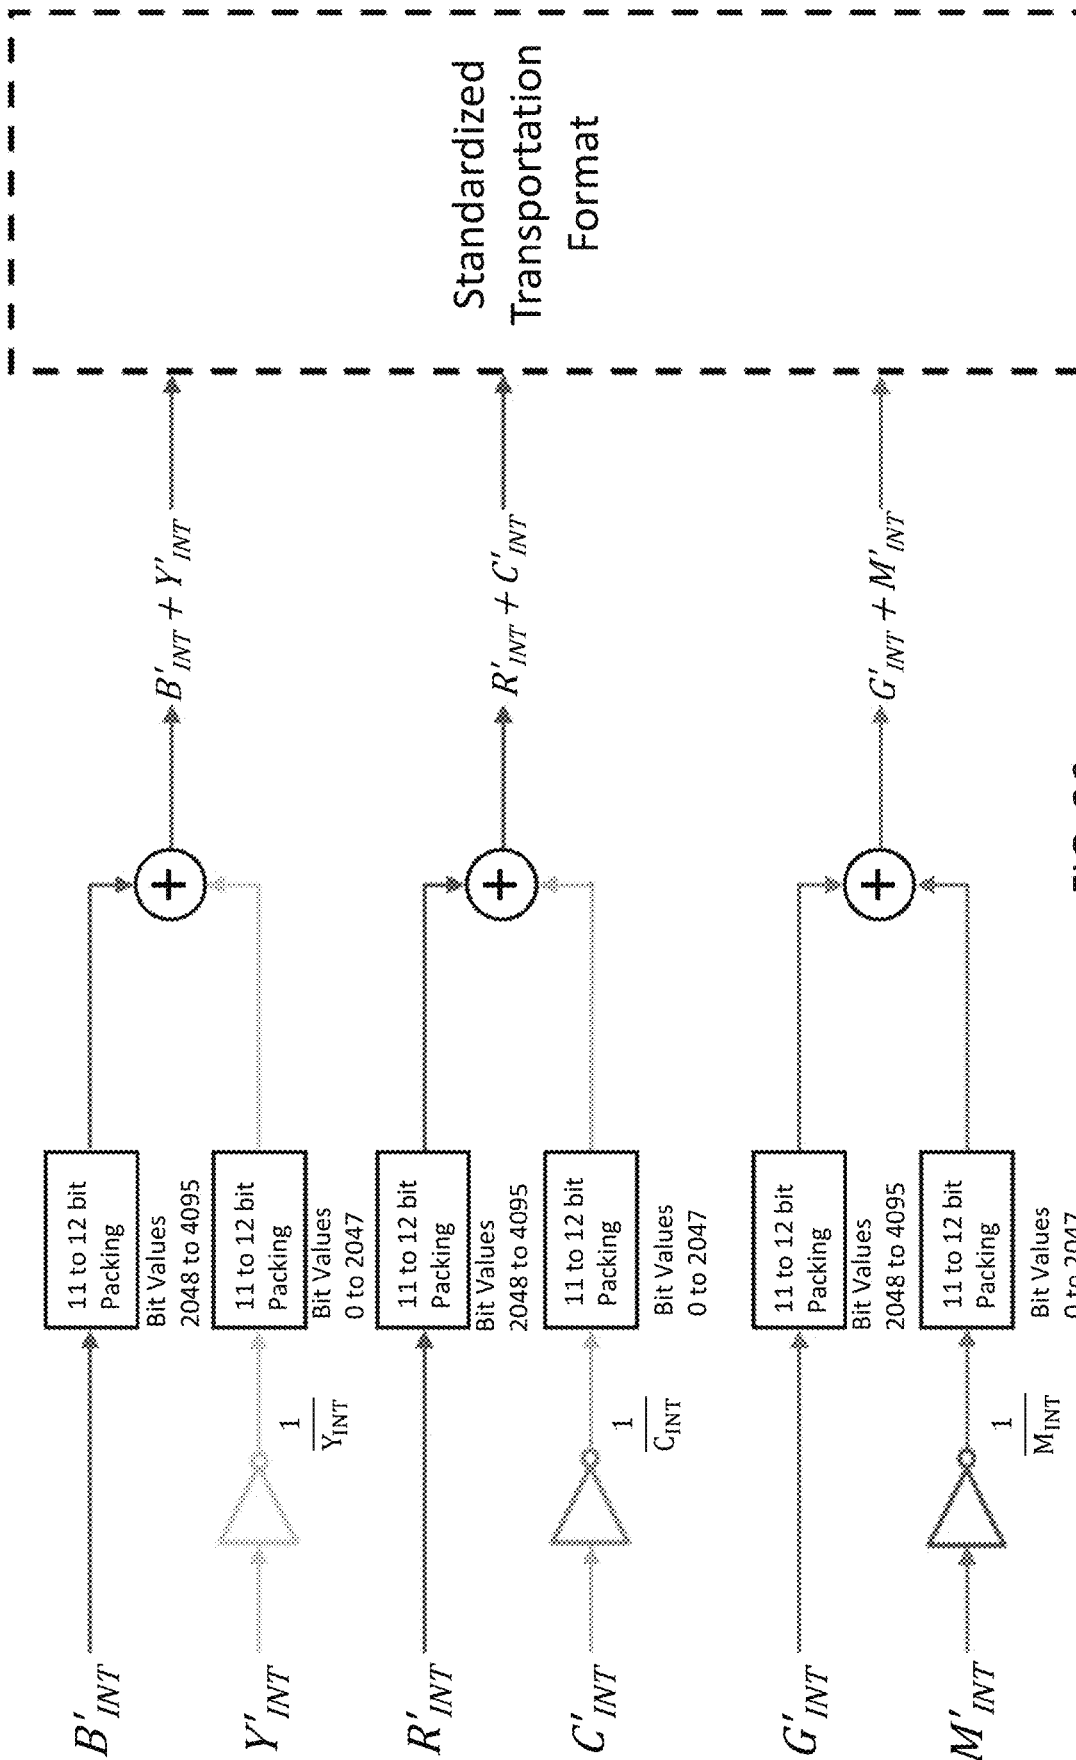 B'INT
11 to 12 bit
Packing
Bit Values
2048 to 4095
+
B'INT + Y'INT
Y'INT
1
YINT
11 to 12 bit
Packing
Bit Values
0 to 2047
R'INT
11 to 12 bit
Packing
Bit Values
2048 to 4095
+
R'INT + C'INT
C'INT
1
CINT
11 to 12 bit
Packing
Bit Values
0 to 2047
G'INT
11 to 12 bit
Packing
Bit Values
2048 to 4095
+
G'INT + M'INT
M'INT
1
MINT
11 to 12 bit
Packing
Bit Values
0 to 2047
Standardized
Transportation
Format